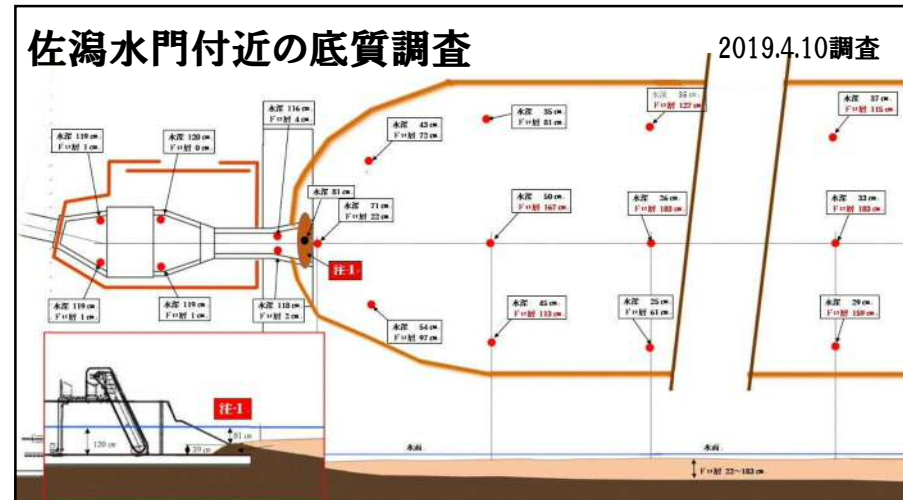 佐潟水門付近の底質調査
2019.4.10調査
水深 119㎝.
ドロ層 1㎝.
水深 120㎝
ドロ層 0㎝.
水深 116㎝.
ドロ層 4㎝.
水深 43㎝
ドロ層 72㎝.
水深 35㎝
ドロ層 81㎝.
水深 35㎝.
ドロ層 127㎝.
水深 37㎝
ドロ層 115㎝.
水深 81㎝.
水深 71㎝
ドロ層 22㎝.
水深 50㎝.
ドロ層 167㎝.
水深 26㎝
ドロ層 183㎝.
水深 33㎝
ドロ層 183㎝.
注-1
水深 119㎝
ドロ層 1㎝.
水深 119㎝
ドロ層 1㎝.
水深 118㎝.
ドロ層 2㎝.
水深 54㎝
ドロ層 97㎝.
水深 45㎝.
ドロ層 113㎝.
水深 25㎝
ドロ層 61㎝.
水深 29㎝
ドロ層 159㎝.
注-1
81㎝
120㎝
39㎝
水面.
水面.
ドロ層 22~183㎝.